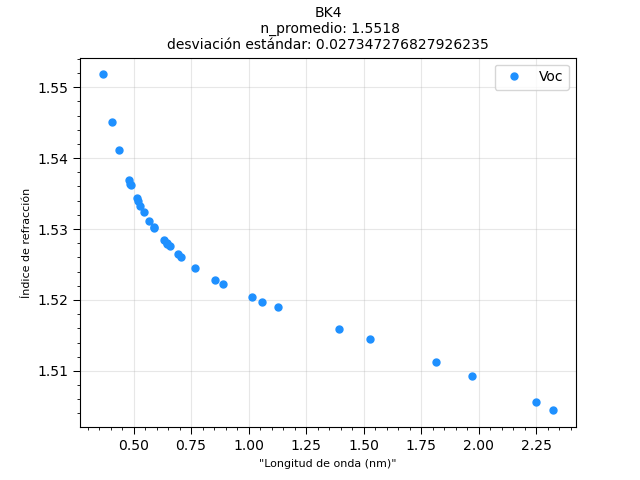 BK4
n_promedio: 1.5518
desviación estándar: 0.027347276827926235
Voc
1.55
1.54
1.53
1.52
1.51
Índice de refracción
0.50 0.75 1.00 1.25 1.50 1.75 2.00 2.25
"Longitud de onda (nm)"